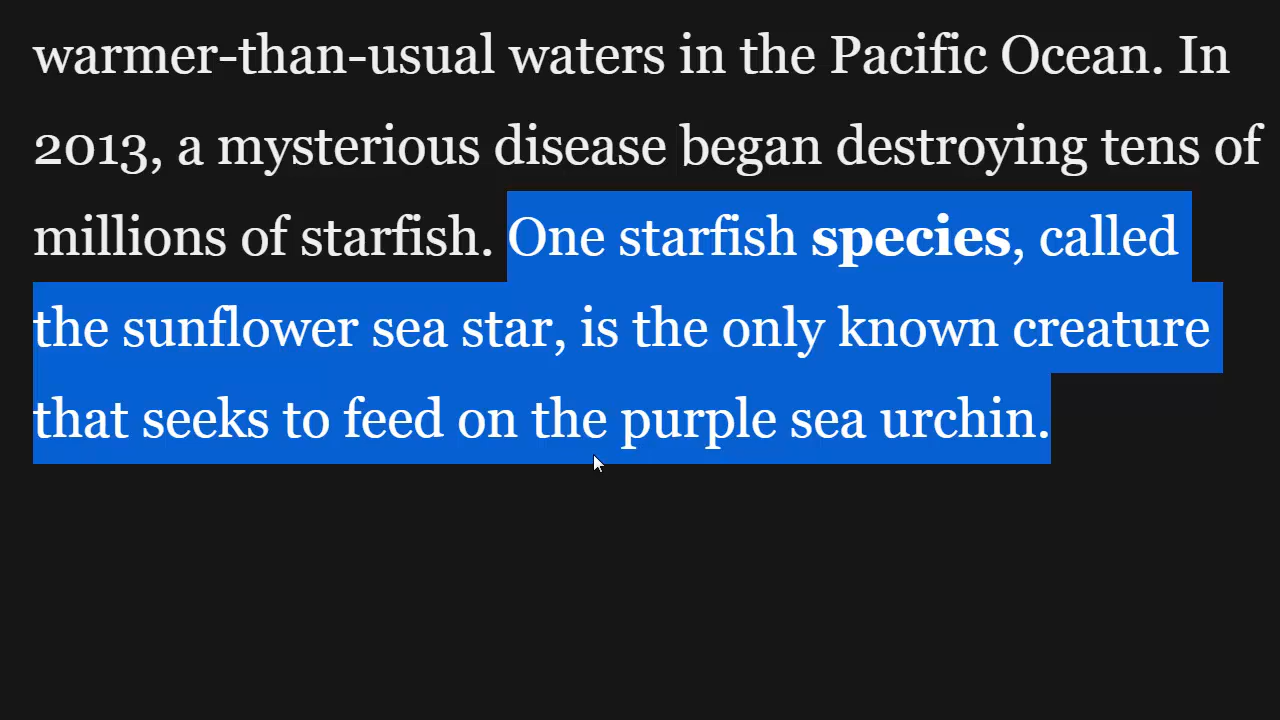 warmer-than-usual waters in the Pacific Ocean. In
2013, a mysterious disease began destroying tens of
millions of starfish. One starfish species, called
the sunflower sea star, is the only known creature
that seeks to feed on the purple sea urchin.